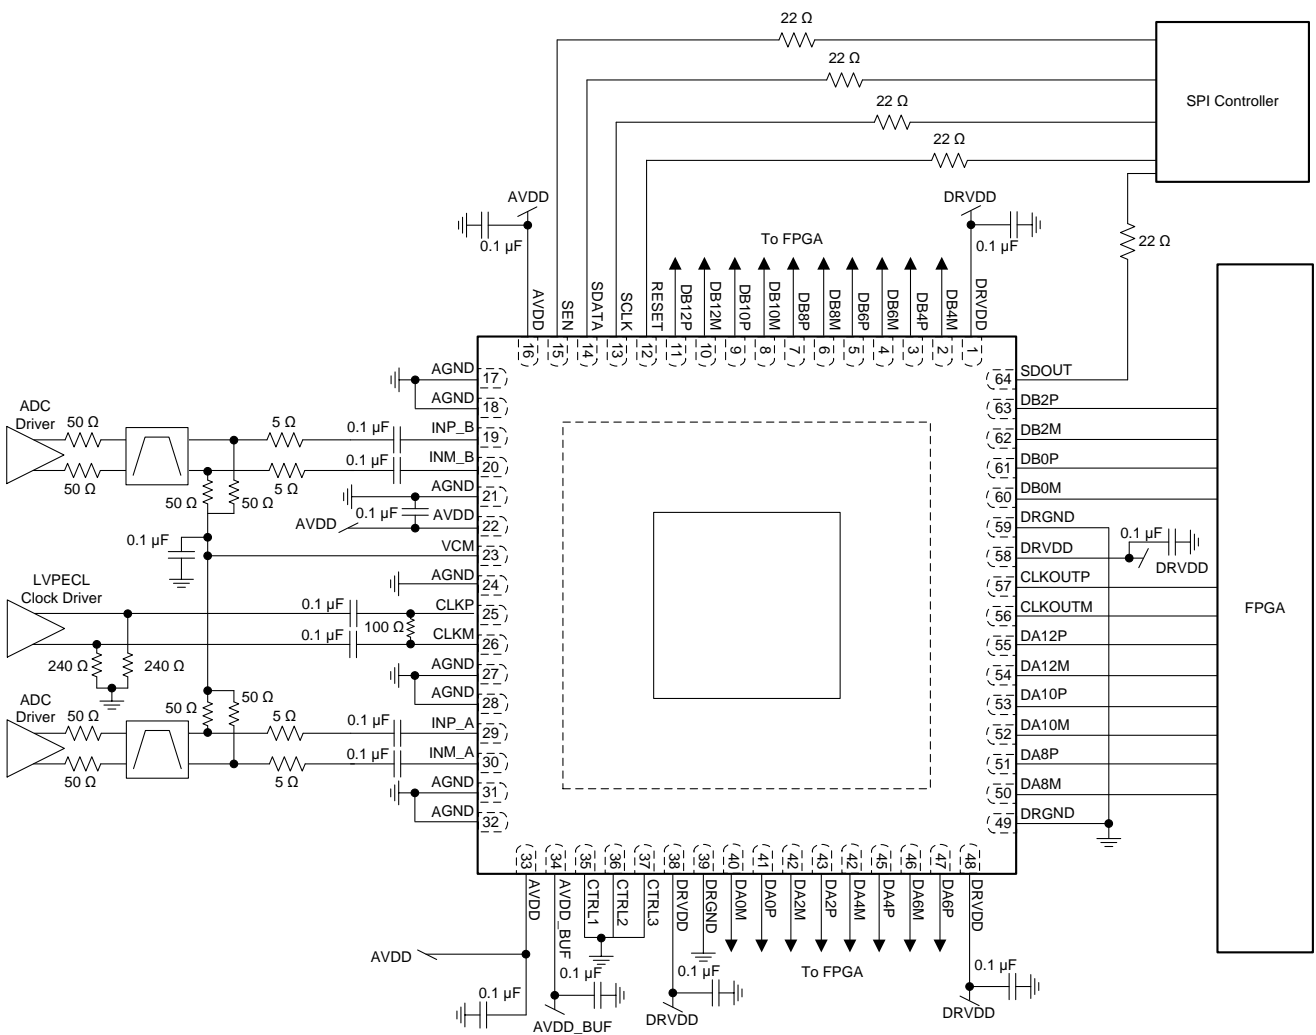 22 Ω
22 Ω
22 Ω
22 Ω
SPI Controller
22 Ω
AVDD
0.1 µF
DRVDD
0.1 µF
To FPGA
AVDD
SEN
SDATA
SCLK
RESET
DB12P
DB12M
DB10P
DB10M
DB8P
DB8M
DB6P
DB6M
DB4P
DB4M
DRVDD
16
15
14
13
12
11
10
9
8
7
6
5
4
3
2
1
AGND
17
AGND
18
INP_B
19
INM_B
20
AGND
21
AVDD
22
VCM
23
AGND
24
CLKP
25
CLKM
26
AGND
27
AGND
28
INP_A
29
INM_A
30
AGND
31
AGND
32
ADC
Driver
50 Ω
50 Ω
5 Ω
5 Ω
0.1 µF
0.1 µF
50 Ω
50 Ω
0.1 µF
AVDD
0.1 µF
LVPECL
Clock Driver
0.1 µF
0.1 µF
100 Ω
240 Ω
240 Ω
50 Ω
50 Ω
ADC
Driver
50 Ω
50 Ω
5 Ω
5 Ω
0.1 µF
0.1 µF
64
SDOUT
63
DB2P
62
DB2M
61
DB0P
60
DB0M
59
DRGND
58
DRVDD
0.1 µF
DRVDD
57
CLKOUTP
56
CLKOUTM
55
DA12P
54
DA12M
53
DA10P
52
DA10M
51
DA8P
50
DA8M
49
DRGND
FPGA
33
34
35
36
37
38
39
40
41
42
43
42
45
46
47
48
AVDD
AVDD_BUF
CTRL1
CTRL2
CTRL3
DRVDD
DRGND
DA0M
DA0P
DA2M
DA2P
DA4M
DA4P
DA6M
DA6P
DRVDD
AVDD
0.1 µF
0.1 µF
AVDD_BUF
0.1 µF
DRVDD
To FPGA
0.1 µF
DRVDD